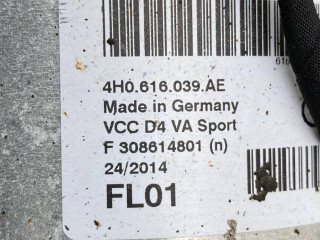 4H0.616.039.AE
Made in Germany
VCC D4 VA Sport
F 308614801 (n)
24/2014
FL01